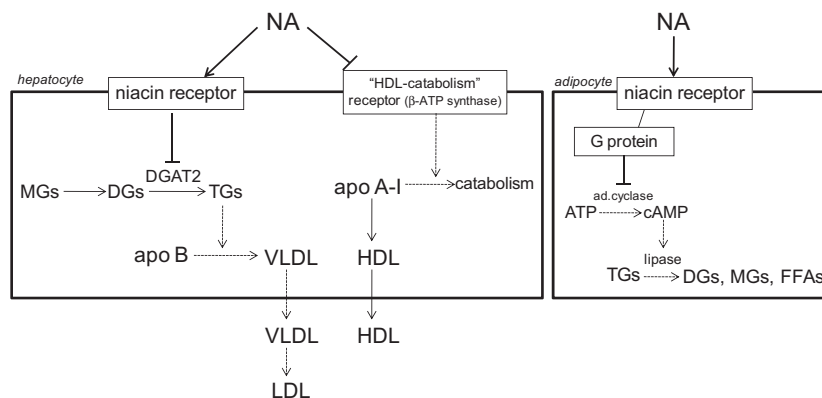 NA
NA
hepatocyte
adipocyte
niacin receptor
“HDL-catabolism”
receptor (β-ATP synthase)
niacin receptor
G protein
DGAT2
MGs
DGs
TGs
apo A-I
catabolism
ad.cyclase
ATP
cAMP
apo B
VLDL
HDL
lipase
TGs
DGs, MGs, FFAs
VLDL
HDL
LDL